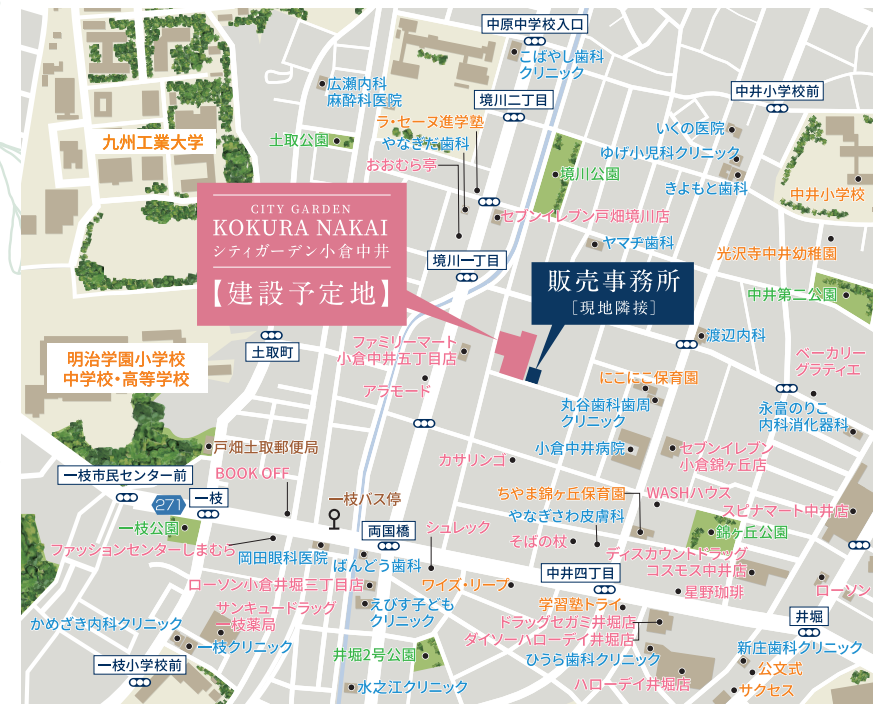 中原中学校入口
こばやし歯科
クリニック
広瀬内科
麻酔科医院
境川二丁目
中井小学校前
ラ・セーヌ進学塾
いくの医院
九州工業大学
土取公園
やなぎだ歯科
ゆげ小児科クリニック
おおむら亭
境川公園
きよもと歯科
中井小学校
CITY GARDEN
KOKURA NAKAI
シティガーデン小倉中井
【建設予定地】
セブンイレブン戸畑境川店
ヤマヂ歯科
光沢寺中井幼稚園
境川一丁目
販売事務所
［現地隣接］
中井第二公園
渡辺内科
土取町
ファミリーマート
小倉中井五丁目店
ベーカリー
グラティエ
明治学園小学校
中学校・高等学校
アラモード
にこにこ保育園
丸谷歯科歯周
クリニック
永冨のりこ
内科消化器科
戸畑土取郵便局
小倉中井病院
セブンイレブン
小倉錦ヶ丘店
カサリンゴ
一枝市民センター前
BOOK OFF
271
一枝
一枝バス停
ちやま錦ヶ丘保育園
WASHハウス
やなぎさわ皮膚科
スピナマート中井店
一枝公園
両国橋
シュレック
錦ヶ丘公園
ファッションセンターしまむら
岡田眼科医院
ばんどう歯科
そばの杖
ディスカウントドラッグ
コスモス中井店
中井四丁目
ローソン小倉井堀三丁目店
ワイズ・リープ
星野珈琲
ローソン
サンキュードラッグ
一枝薬局
えびす子ども
クリニック
学習塾トライ
ドラッグセガミ井堀店
ダイソーハローデイ井堀店
井堀
かめざき内科クリニック
一枝クリニック
井堀2号公園
ひうら歯科クリニック
新庄歯科クリニック
一枝小学校前
水之江クリニック
ハローデイ井堀店
公文式
サクセス